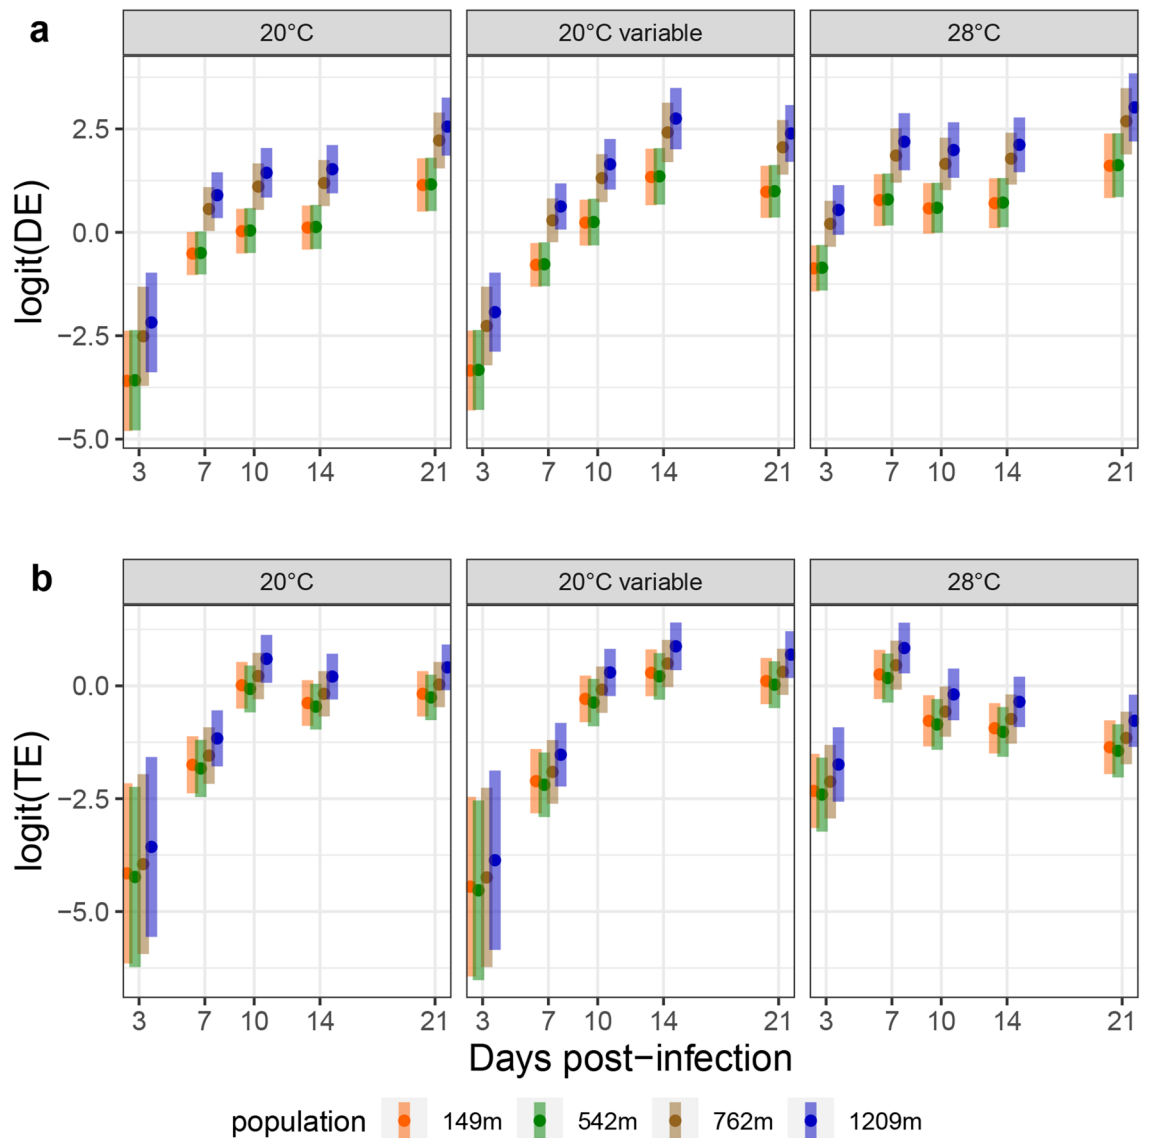 a
20°C 20°C variable 28°C
logit(DE)
2.5
0.0
−2.5
−5.0
3 7 10 14 21 3 7 10 14 21 3 7 10 14 21
b
20°C 20°C variable 28°C
logit(TE)
0.0
−2.5
−5.0
3 7 10 14 21 3 7 10 14 21 3 7 10 14 21
Days post−infection
population 149m 542m 762m 1209m